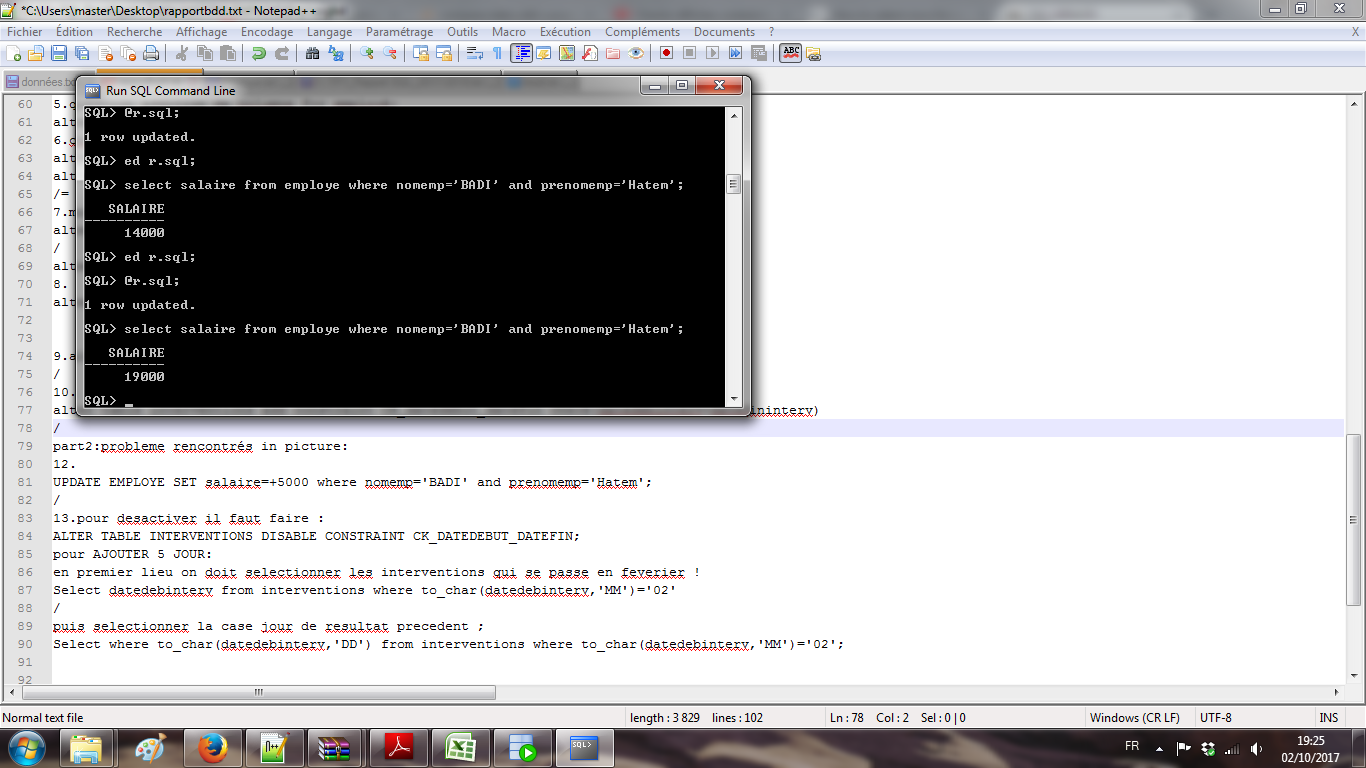 *C:\Users\master\Desktop\rapportbdd.txt - Notepad++
Fichier Édition Recherche Affichage Encodage Langage Paramétrage Outils Macro Exécution Compléments Documents ? X
données.tx
Run SQL Command Line
SQL> @r.sql;
1 row updated.
SQL> ed r.sql;
SQL> select salaire from employe where nomemp='BADI' and prenomemp='Hatem';
SALAIRE
----------
14000
SQL> ed r.sql;
SQL> @r.sql;
1 row updated.
SQL> select salaire from employe where nomemp='BADI' and prenomemp='Hatem';
SALAIRE
----------
19000
SQL> _
60 5.
61 alt
62 6.
63 alt
64 alt
65 /=
66 7.m
67 alt
68 /
69 alt
70 8.
71 alt
72
73
74 9.a
75 /
76 10.
77 alt inintery)
78 /
79 part2:probleme rencontrés in picture:
80 12.
81 UPDATE EMPLOYE SET salaire=+5000 where nomemp='BADI' and prenomemp='Hatem';
82 /
83 13.pour desactiver il faut faire :
84 ALTER TABLE INTERVENTIONS DISABLE CONSTRAINT CK_DATEDEBUT_DATEFIN;
85 pour AJOUTER 5 JOUR:
86 en premier lieu on doit selectionner les interventions qui se passe en feverier !
87 Select datedebinterv from interventions where to_char(datedebinterv,'MM')='02'
88 /
89 puis selectionner la case jour de resultat precedent ;
90 Select where to_char(datedebinterv,'DD') from interventions where to_char(datedebinterv,'MM')='02';
91
92
Normal text file length : 3 829 lines : 102 Ln : 78 Col : 2 Sel : 0 | 0 Windows (CR LF) UTF-8 INS
FR
19:25
02/10/2017